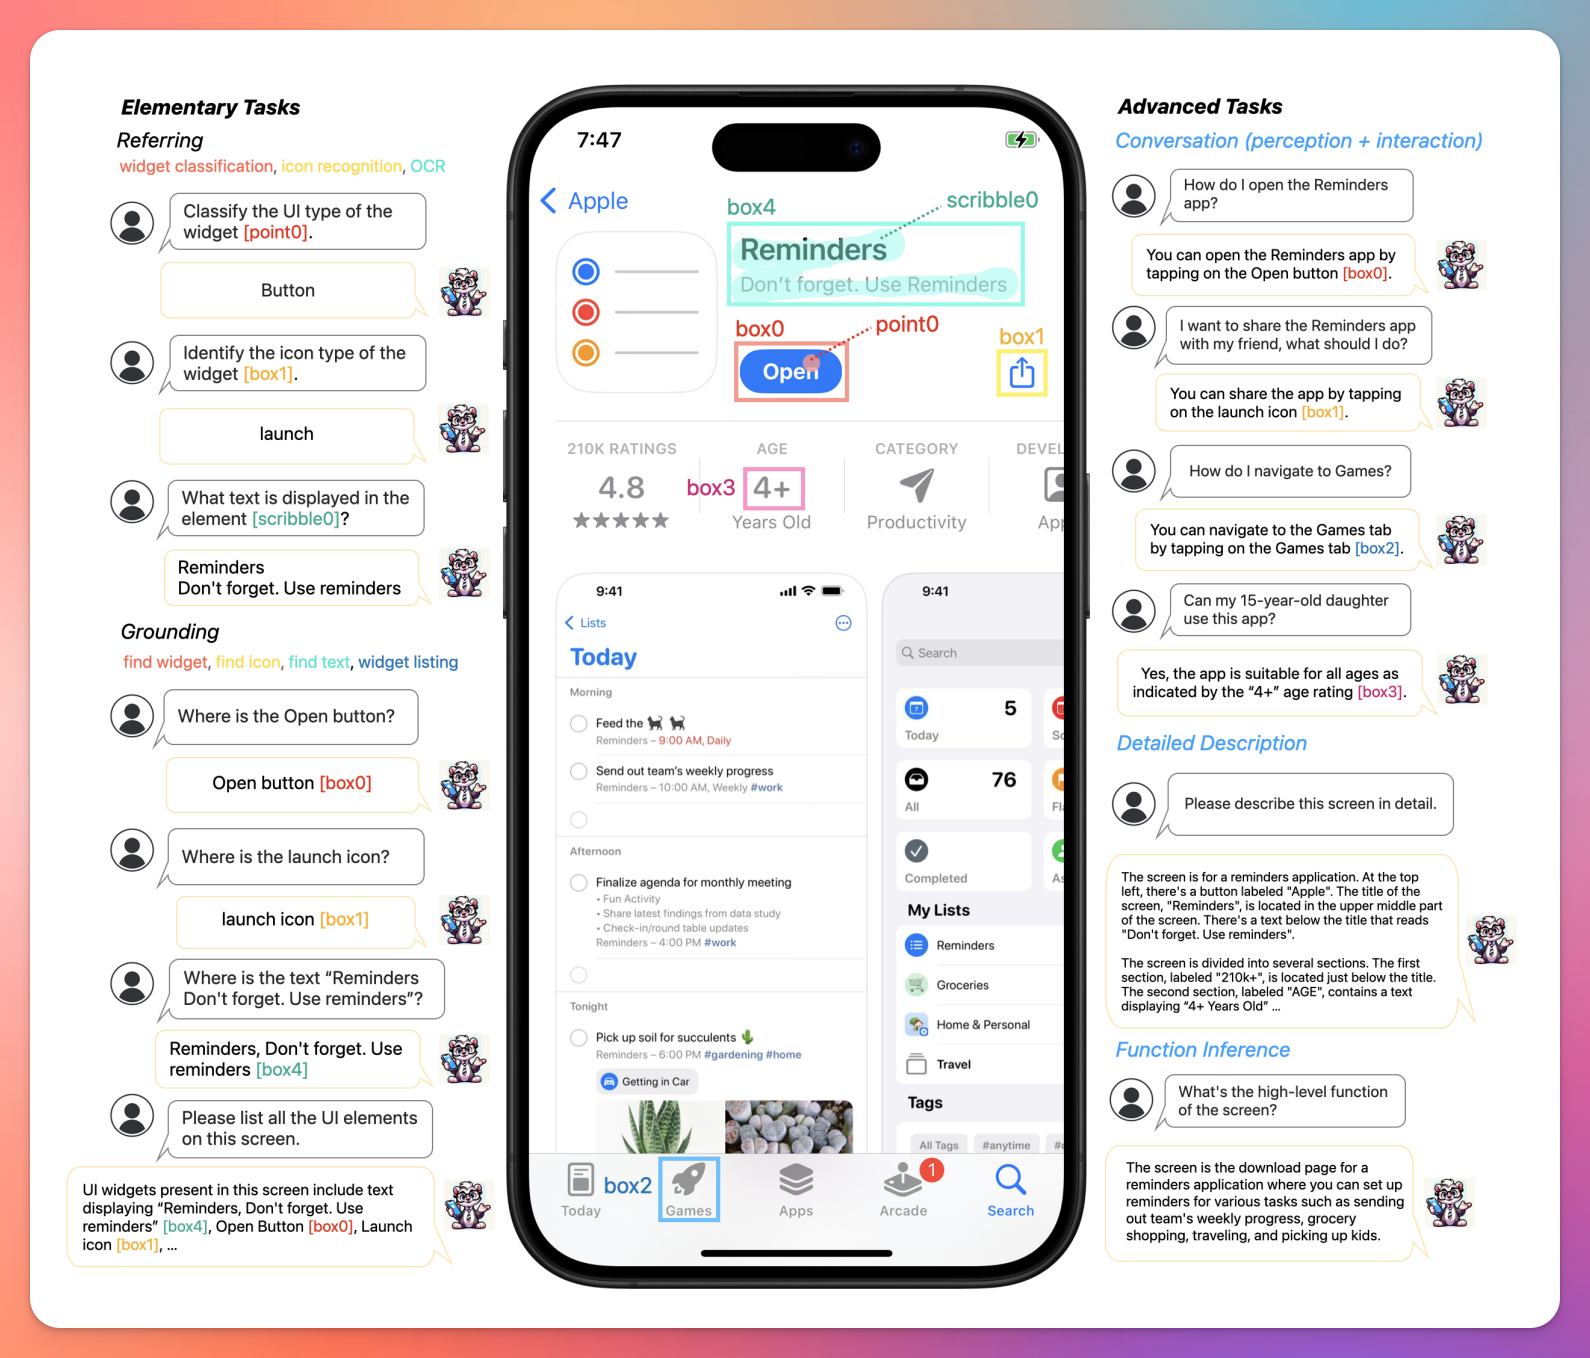 Elementary Tasks
Referring
widget classification, icon recognition, OCR
Classify the UI type of the
widget [point0].
Button
Identify the icon type of the
widget [box1].
launch
What text is displayed in the
element [scribble0]?
Reminders
Don't forget. Use reminders
Grounding
find widget, find icon, find text, widget listing
Where is the Open button?
Open button [box0]
Where is the launch icon?
launch icon [box1]
Where is the text “Reminders
Don't forget. Use reminders”?
Reminders, Don't forget. Use
reminders [box4]
Please list all the UI elements
on this screen.
UI widgets present in this screen include text
displaying “Reminders, Don't forget. Use
reminders” [box4], Open Button [box0], Launch
icon [box1], ...
7:47
Apple
box4
scribble0
Reminders
Don't forget. Use Reminders
box0
point0
box1
Open
210K RATINGS
4.8
AGE
box3
4+
Years Old
CATEGORY
Productivity
DEVEL
App
9:41
Lists
Today
Morning
Feed the
Reminders – 9:00 AM, Daily
Send out team's weekly progress
Reminders – 10:00 AM, Weekly #work
Afternoon
Finalize agenda for monthly meeting
• Fun Activity
• Share latest findings from data study
• Check-in/round table updates
Reminders – 4:00 PM #work
Tonight
Pick up soil for succulents
Reminders – 6:00 PM #gardening #home
Getting in Car
9:41
Search
7
5
Today
Sc
76
All
Fl
Completed
As
My Lists
Reminders
Groceries
Home & Personal
Travel
Tags
All Tags
#anytime
Today
box2
Games
Apps
1
Arcade
Search
Advanced Tasks
Conversation (perception + interaction)
How do I open the Reminders
app?
You can open the Reminders app by
tapping on the Open button [box0].
I want to share the Reminders app
with my friend, what should I do?
You can share the app by tapping
on the launch icon [box1].
How do I navigate to Games?
You can navigate to the Games tab
by tapping on the Games tab [box2].
Can my 15-year-old daughter
use this app?
Yes, the app is suitable for all ages as
indicated by the “4+” age rating [box3].
Detailed Description
Please describe this screen in detail.
The screen is for a reminders application. At the top
left, there's a button labeled "Apple". The title of the
screen, "Reminders", is located in the upper middle part
of the screen. There's a text below the title that reads
"Don't forget. Use reminders".
The screen is divided into several sections. The first
section, labeled "210k+", is located just below the title.
The second section, labeled "AGE", contains a text
displaying “4+ Years Old” ...
Function Inference
What's the high-level function
of the screen?
The screen is the download page for a
reminders application where you can set up
reminders for various tasks such as sending
out team's weekly progress, grocery
shopping, traveling, and picking up kids.